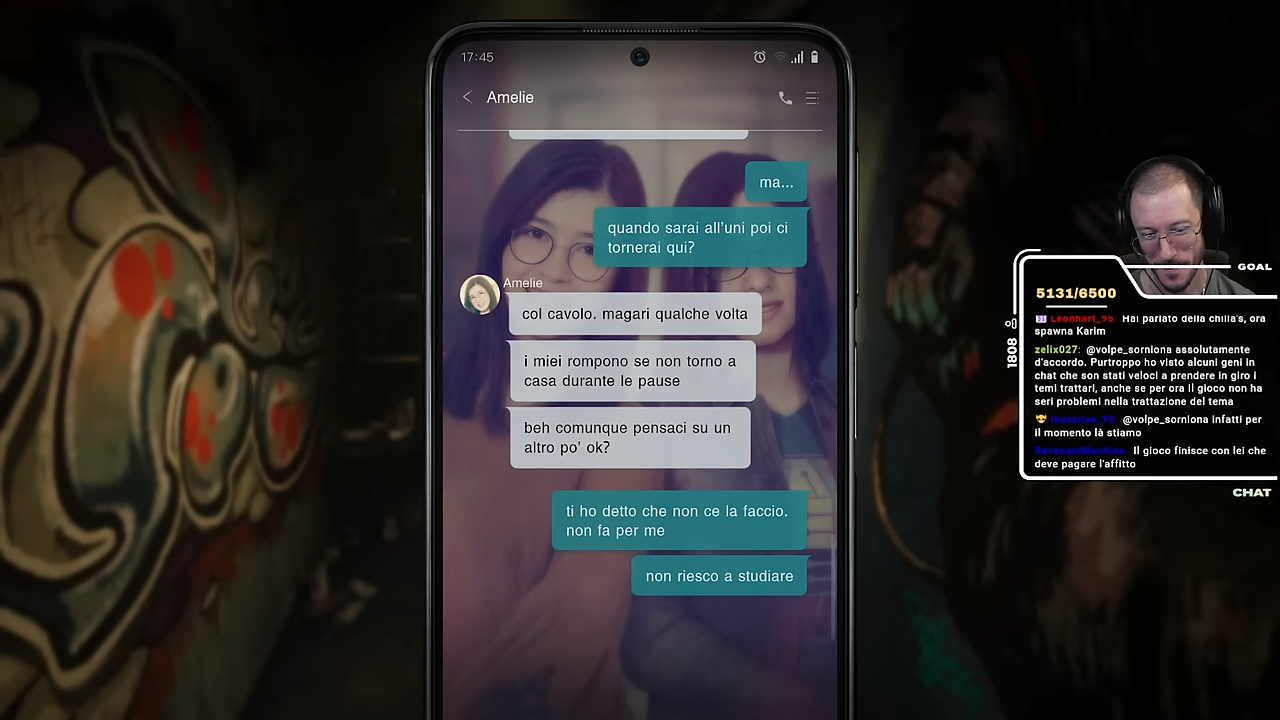 17:45
Amelie
ma...
quando sarai all'uni poi ci
tornerai qui?
Amelie
col cavolo. magari qualche volta
i miei rompono se non torno a
casa durante le pause
beh comunque pensaci su un
altro po' ok?
ti ho detto che non ce la faccio.
non fa per me
non riesco a studiare
GOAL
5131/6500
1808
Leonhart_95 Hai parlato della chilla's, ora
spawna Karim
zelix027: @volpe_sorniona assolutamente
d'accordo. Purtroppo ho visto alcuni geni in
chat che son stati veloci a prendere in giro i
temi trattari, anche se per ora il gioco non ha
seri problemi nella trattazione del tema
@volpe_sorniona infatti per
il momento là stiamo
RevenantMachine Il gioco finisce con lei che
deve pagare l'affitto
CHAT